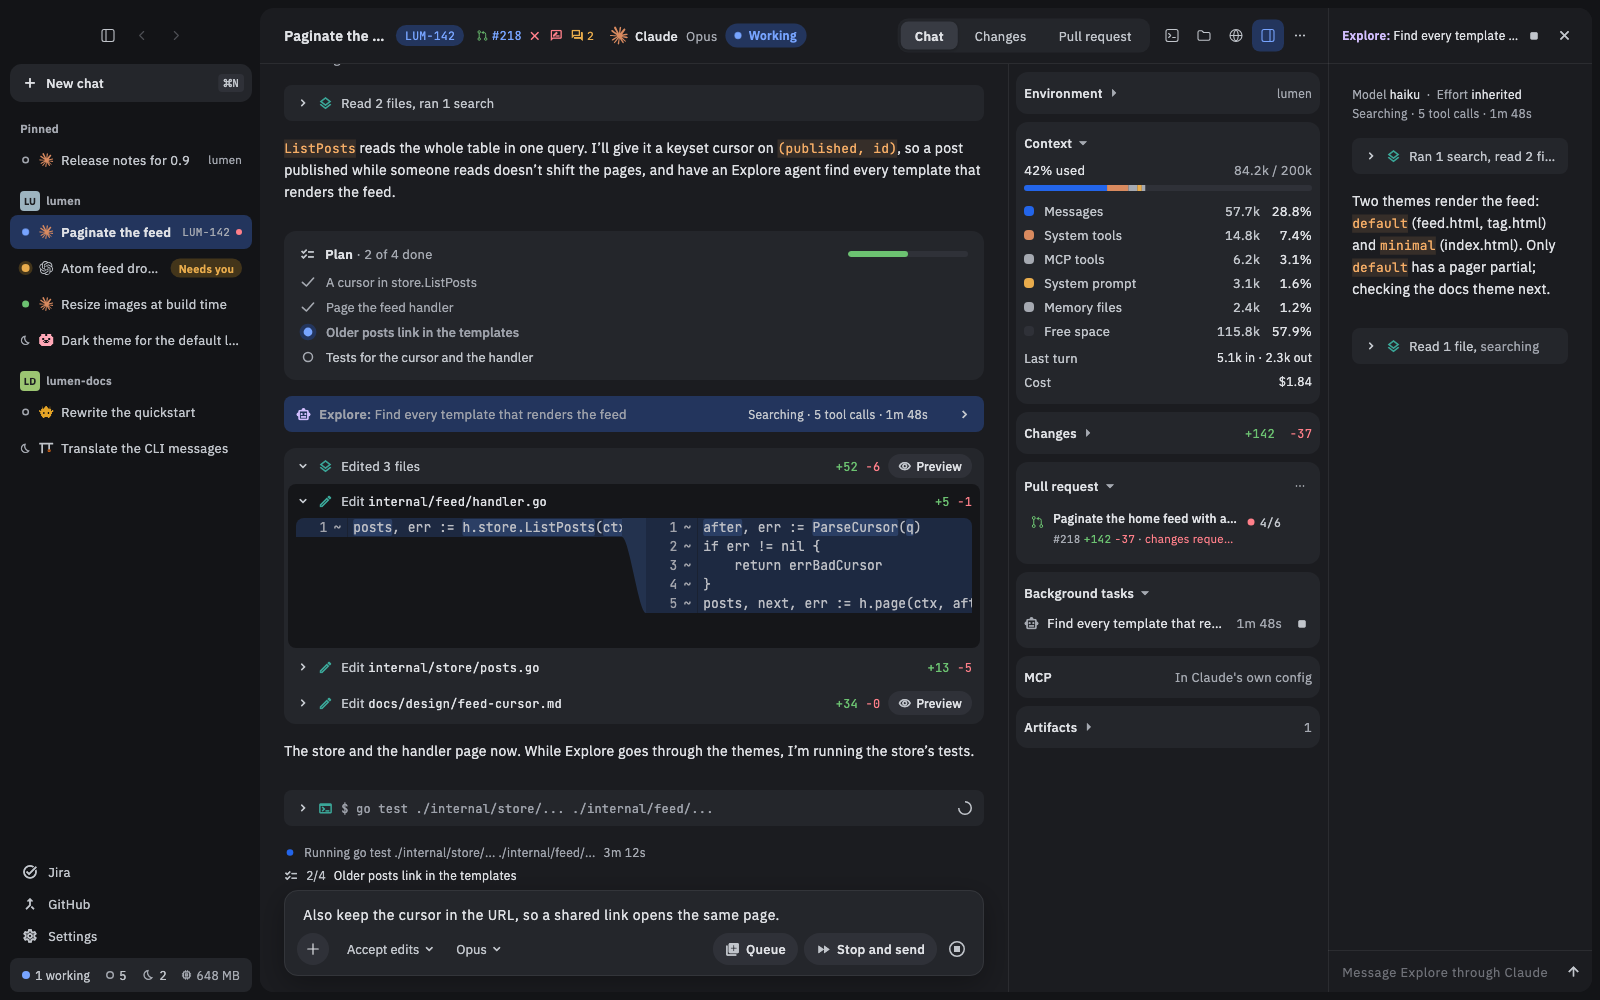 New chat
⌘N
Pinned
Release notes for 0.9 lumen
LU lumen
Paginate the feed LUM-142
Atom feed dro... Needs you
Resize images at build time
Dark theme for the default l...
LD lumen-docs
Rewrite the quickstart
Translate the CLI messages
Jira
GitHub
Settings
1 working 5 2 648 MB
Paginate the ... LUM-142 #218 2 Claude Opus Working
Chat Changes Pull request
Read 2 files, ran 1 search
ListPosts reads the whole table in one query. I’ll give it a keyset cursor on (published, id), so a post
published while someone reads doesn’t shift the pages, and have an Explore agent find every template that
renders the feed.
Plan · 2 of 4 done
A cursor in store.ListPosts
Page the feed handler
Older posts link in the templates
Tests for the cursor and the handler
Explore: Find every template that renders the feed Searching · 5 tool calls · 1m 48s
Edited 3 files +52 -6 Preview
Edit internal/feed/handler.go +5 -1
1 ~ posts, err := h.store.ListPosts(ctx
1 ~ after, err := ParseCursor(q)
2 ~ if err != nil {
3 ~ return errBadCursor
4 ~ }
5 ~ posts, next, err := h.page(ctx, aft
Edit internal/store/posts.go +13 -5
Edit docs/design/feed-cursor.md +34 -0 Preview
The store and the handler page now. While Explore goes through the themes, I’m running the store’s tests.
$ go test ./internal/store/... ./internal/feed/...
Running go test ./internal/store/... ./internal/feed/... 3m 12s
2/4 Older posts link in the templates
Also keep the cursor in the URL, so a shared link opens the same page.
Accept edits Opus Queue Stop and send
Environment lumen
Context
42% used 84.2k / 200k
Messages 57.7k 28.8%
System tools 14.8k 7.4%
MCP tools 6.2k 3.1%
System prompt 3.1k 1.6%
Memory files 2.4k 1.2%
Free space 115.8k 57.9%
Last turn 5.1k in · 2.3k out
Cost $1.84
Changes +142 -37
Pull request ...
Paginate the home feed with a... 4/6
#218 +142 -37 · changes reque...
Background tasks
Find every template that re... 1m 48s
MCP In Claude's own config
Artifacts 1
Explore: Find every template ...
Model haiku · Effort inherited
Searching · 5 tool calls · 1m 48s
Ran 1 search, read 2 fi...
Two themes render the feed:
default (feed.html, tag.html)
and minimal (index.html). Only
default has a pager partial;
checking the docs theme next.
Read 1 file, searching
Message Explore through Claude